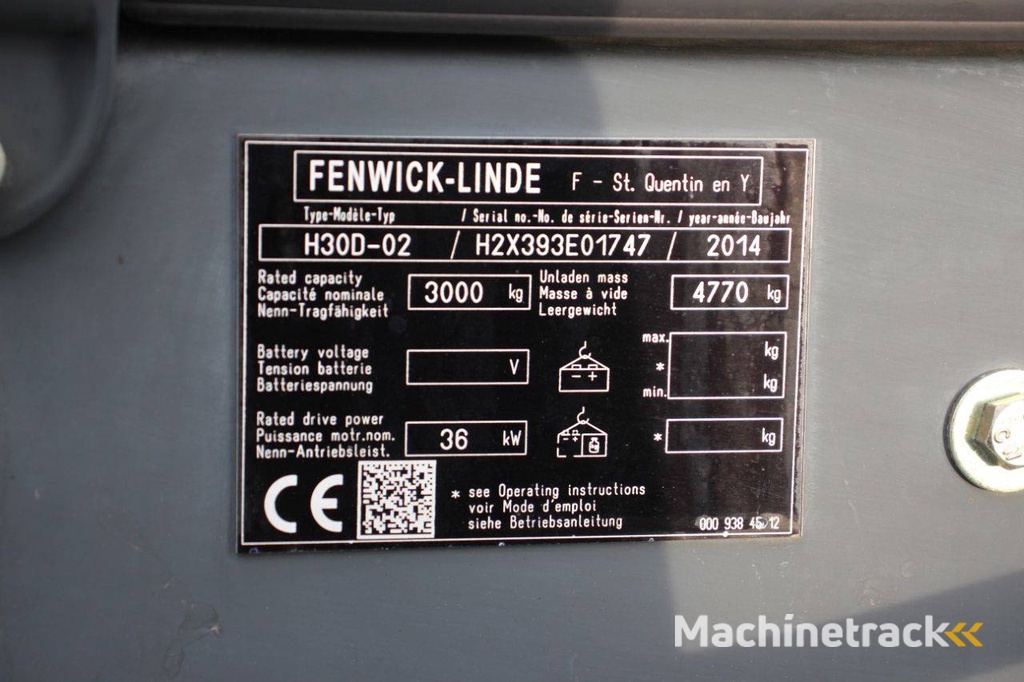 FENWICK-LINDE F - St. Quentin en Y
Type-Modèle-Typ / Serial no.-No. de série-Serien-Nr. / year-année-Baujahr
H30D-02 / H2X393E01747 / 2014
Rated capacity
Capacité nominale
Nenn-Tragfähigkeit
3000 kg
Unladen mass
Masse à vide
Leergewicht
4770 kg
Battery voltage
Tension batterie
Batteriespannung
V
- +
max.
*
min.
kg
kg
Rated drive power
Puissance motr.nom.
Nenn-Antriebsleist.
36 kW
- +
*
kg
CE
* see Operating instructions
voir Mode d'emploi
siehe Betriebsanleitung
000 938 45 12
Machinetrack